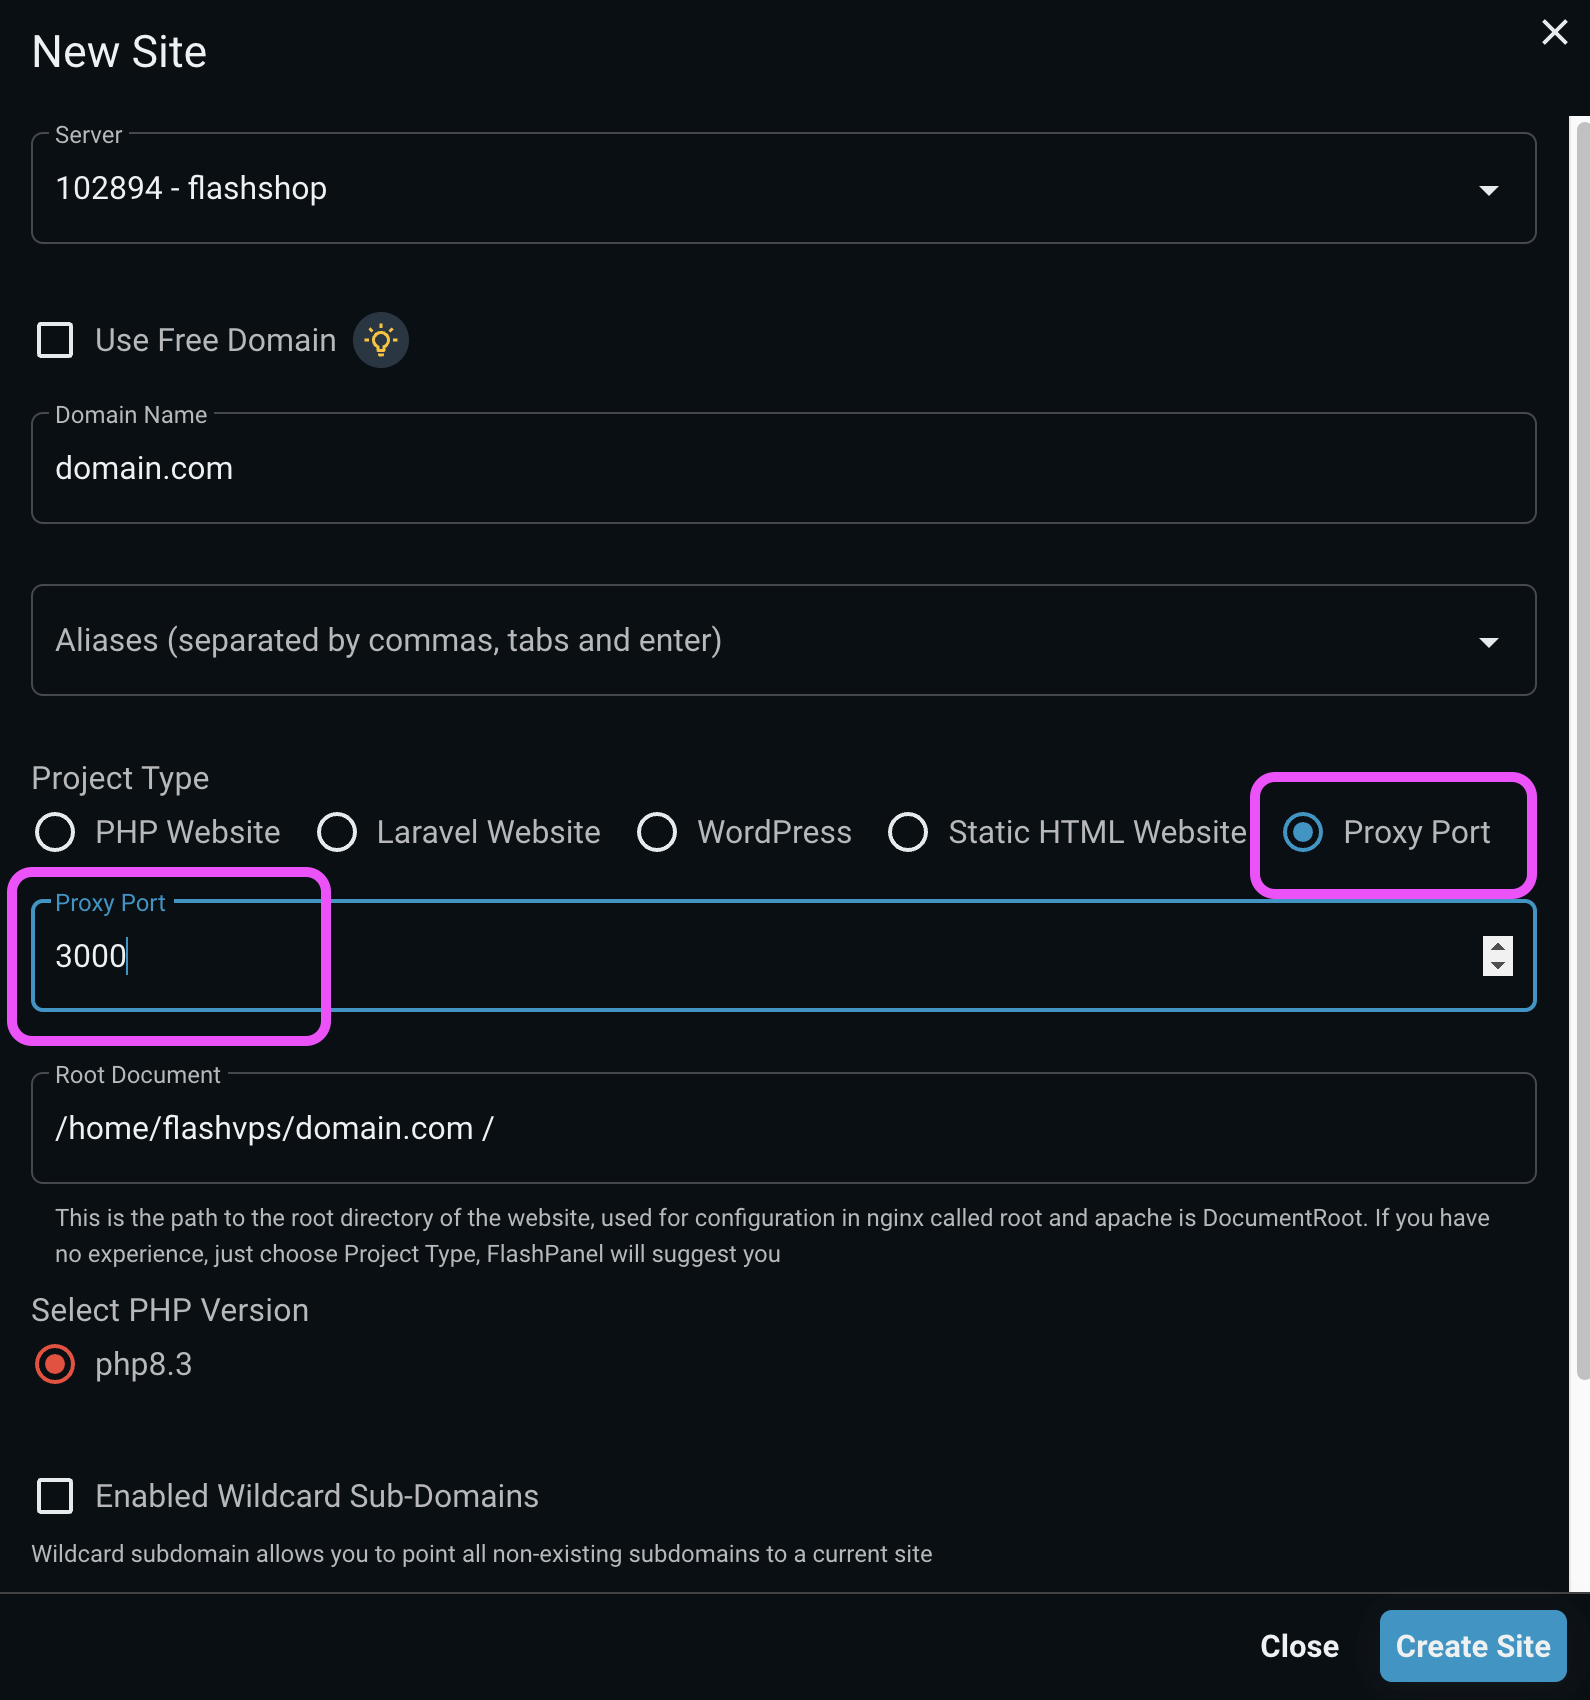 New Site
Server
102894 - flashshop
Use Free Domain
Domain Name
domain.com
Aliases (separated by commas, tabs and enter)
Project Type
PHP Website Laravel Website WordPress Static HTML Website Proxy Port
Proxy Port
3000
Root Document
/home/flashvps/domain.com /
This is the path to the root directory of the website, used for configuration in nginx called root and apache is DocumentRoot. If you have
no experience, just choose Project Type, FlashPanel will suggest you
Select PHP Version
php8.3
Enabled Wildcard Sub-Domains
Wildcard subdomain allows you to point all non-existing subdomains to a current site
Close Create Site